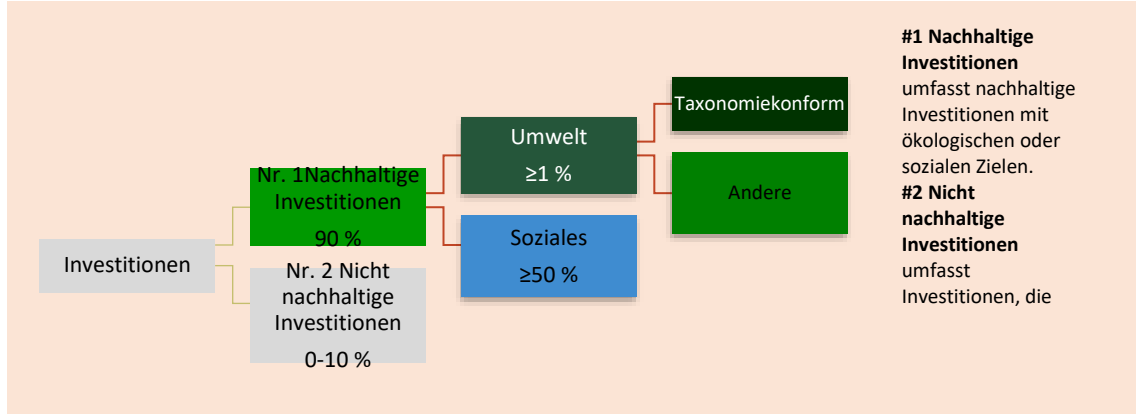 Investitionen
Nr. 1Nachhaltige
Investitionen
90 %
Nr. 2 Nicht
nachhaltige
Investitionen
0-10 %
Umwelt
≥1 %
Soziales
≥50 %
Taxonomiekonform
Andere
#1 Nachhaltige
Investitionen
umfasst nachhaltige
Investitionen mit
ökologischen oder
sozialen Zielen.
#2 Nicht
nachhaltige
Investitionen
umfasst
Investitionen, die